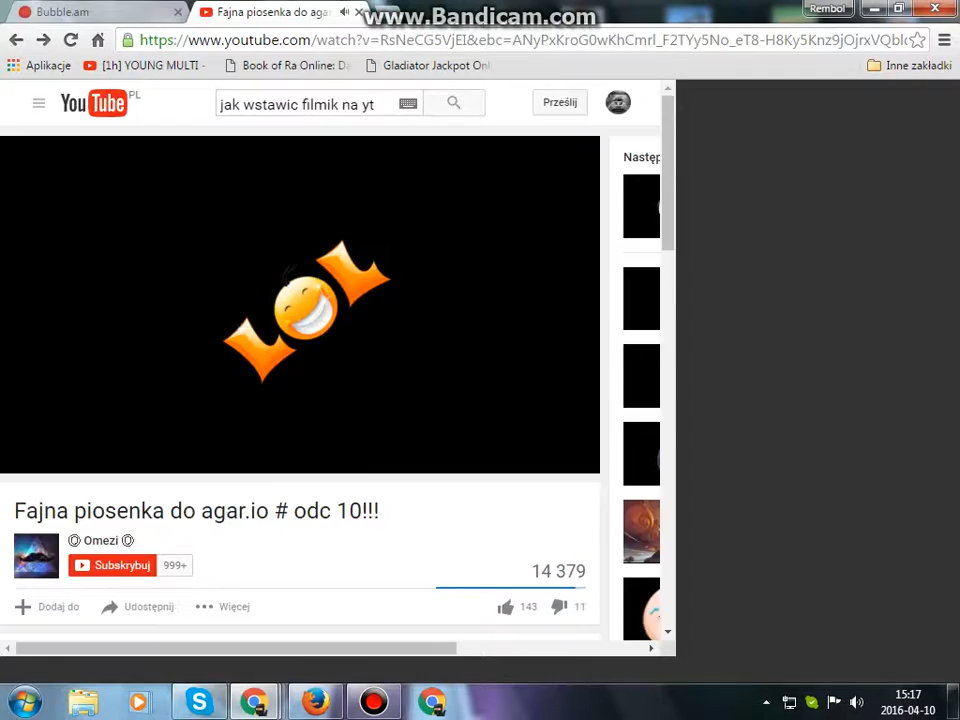 www.Bandicam.com
Bubble.am
Fajna piosenka do aga
Rembol
https://www.youtube.com/watch?v=RsNeCG5VjEI&ebc=ANyPxKroG0wKhCmrl_F2TYy5No_eT8-H8Ky5Knz9jOjrxVQblc
Aplikacje
[1h] YOUNG MULTI -
Book of Ra Online: Da
Gladiator Jackpot Onl
Inne zakładki
YouTube PL
jak wstawic filmik na yt
Prześlij
Następ
LOL
Fajna piosenka do agar.io # odc 10!!!
Omezi
Subskrybuj 999+
14 379
Dodaj do
Udostępnij
Więcej
143
11
15:17
2016-04-10